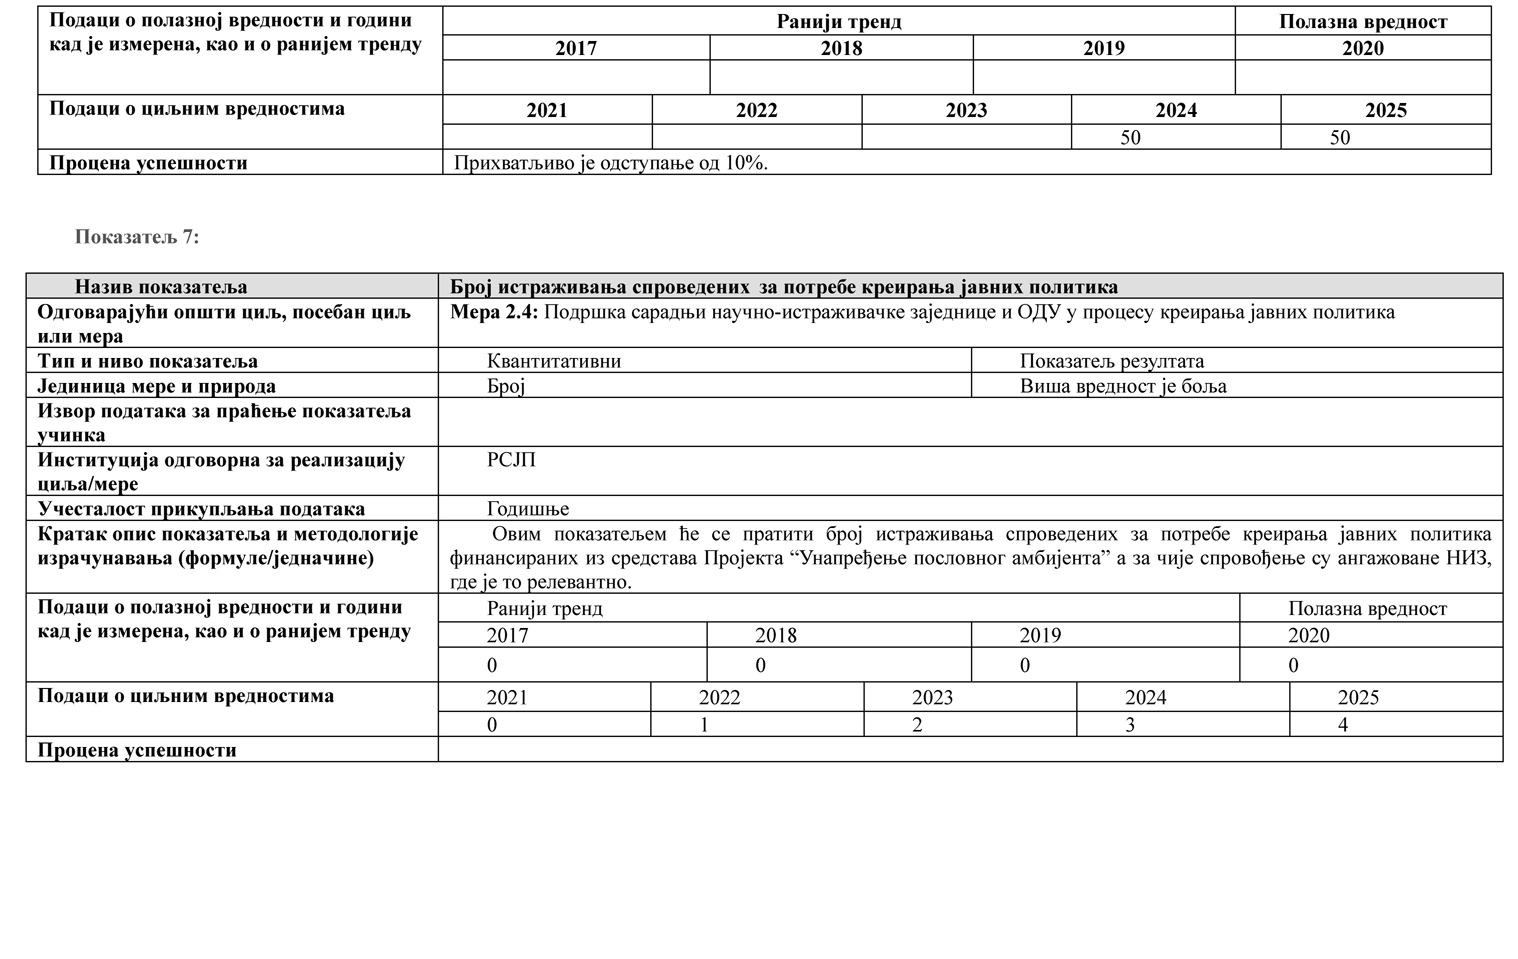 Подаци о полазној вредности и години
кад је измерена, као и о ранијем тренду
Ранији тренд
Полазна вредност
2017
2018
2019
2020
Подаци о циљним вредностима
2021
2022
2023
2024
2025
50
50
Процена успешности
Прихватљиво је одступање од 10%.
Показатељ 7:
Назив показатеља
Број истраживања спроведених за потребе креирања јавних политика
Одговарајући општи циљ, посебан циљ
или мера
Мера 2.4: Подршка сарадњи научно-истраживачке заједнице и ОДУ у процесу креирања јавних политика
Тип и ниво показатеља
Квантитативни
Показатељ резултата
Јединица мере и природа
Број
Виша вредност је боља
Извор података за праћење показатеља
учинка
Институција одговорна за реализацију
циља/мере
РСЈП
Учесталост прикупљања података
Годишње
Кратак опис показатеља и методологије
израчунавања (формуле/једначине)
Овим показатељем ће се пратити број истраживања спроведених за потребе креирања јавних политика
финансираних из средстава Пројекта “Унапређење пословног амбијента” а за чије спровођење су ангажоване НИЗ,
где је то релевантно.
Подаци о полазној вредности и години
кад је измерена, као и о ранијем тренду
Ранији тренд
Полазна вредност
2017
2018
2019
2020
0
0
0
0
Подаци о циљним вредностима
2021
2022
2023
2024
2025
0
1
2
3
4
Процена успешности